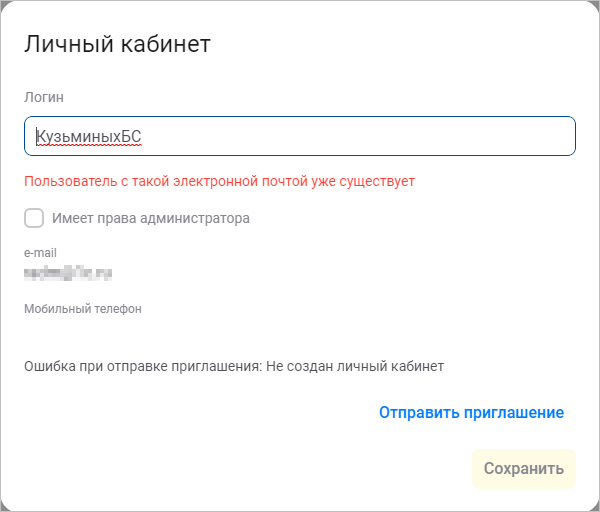 Личный кабинет
Логин
КузьминыхБС
Пользователь с такой электронной почтой уже существует
Имеет права администратора
e-mail
Мобильный телефон
Ошибка при отправке приглашения: Не создан личный кабинет
Отправить приглашение
Сохранить